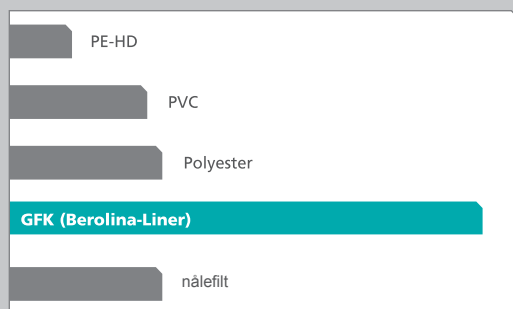 PE-HD
PVC
Polyester
GFK (Berolina-Liner)
nålefilt